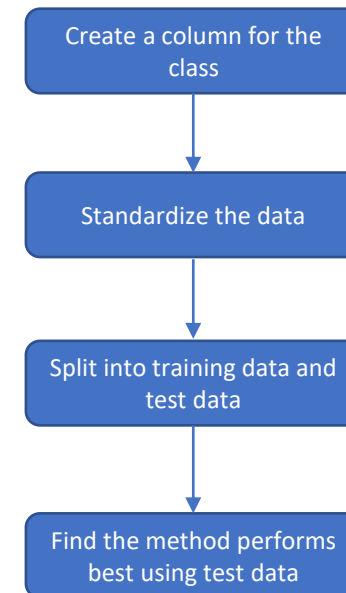 Create a column for the
class
Standardize the data
Split into training data and
test data
Find the method performs
best using test data